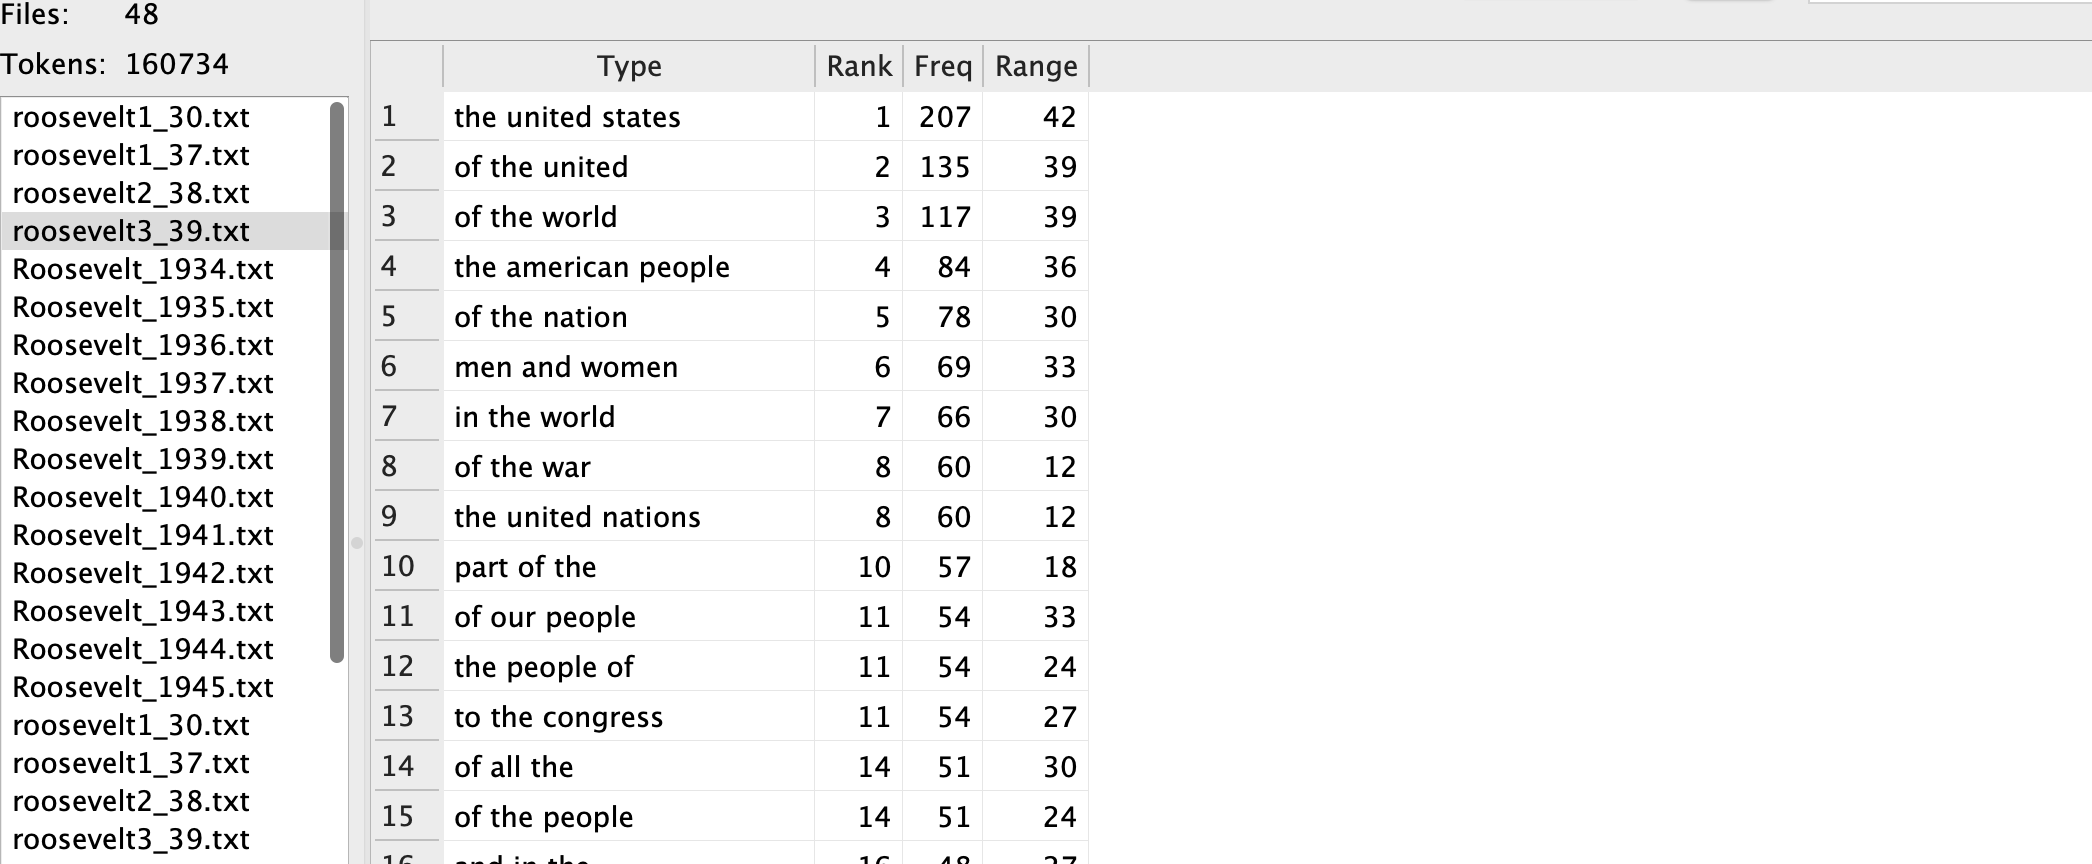 Files: 48
Tokens: 160734
roosevelt1_30.txt
roosevelt1_37.txt
roosevelt2_38.txt
roosevelt3_39.txt
Roosevelt_1934.txt
Roosevelt_1935.txt
Roosevelt_1936.txt
Roosevelt_1937.txt
Roosevelt_1938.txt
Roosevelt_1939.txt
Roosevelt_1940.txt
Roosevelt_1941.txt
Roosevelt_1942.txt
Roosevelt_1943.txt
Roosevelt_1944.txt
Roosevelt_1945.txt
roosevelt1_30.txt
roosevelt1_37.txt
roosevelt2_38.txt
roosevelt3_39.txt
Type Rank Freq Range
1 the united states 1 207 42
2 of the united 2 135 39
3 of the world 3 117 39
4 the american people 4 84 36
5 of the nation 5 78 30
6 men and women 6 69 33
7 in the world 7 66 30
8 of the war 8 60 12
9 the united nations 8 60 12
10 part of the 10 57 18
11 of our people 11 54 33
12 the people of 11 54 24
13 to the congress 11 54 27
14 of all the 14 51 30
15 of the people 14 51 24
16 and in the 16 48 27